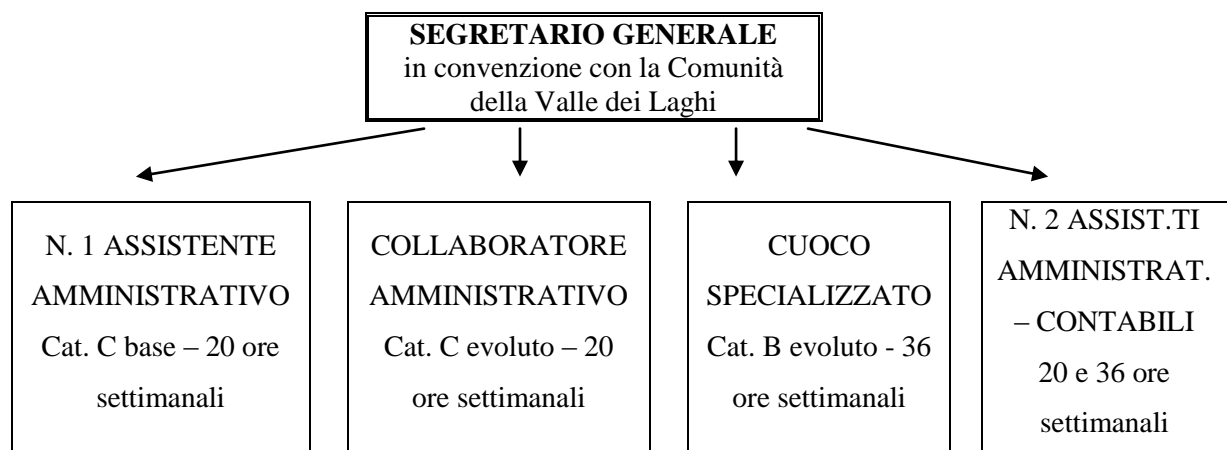 SEGRETARIO GENERALE
in convenzione con la Comunità
della Valle dei Laghi
N. 1 ASSISTENTE
AMMINISTRATIVO
Cat. C base – 20 ore
settimanali
COLLABORATORE
AMMINISTRATIVO
Cat. C evoluto – 20
ore settimanali
CUOCO
SPECIALIZZATO
Cat. B evoluto - 36
ore settimanali
N. 2 ASSIST.TI
AMMINISTRAT.
– CONTABILI
20 e 36 ore
settimanali